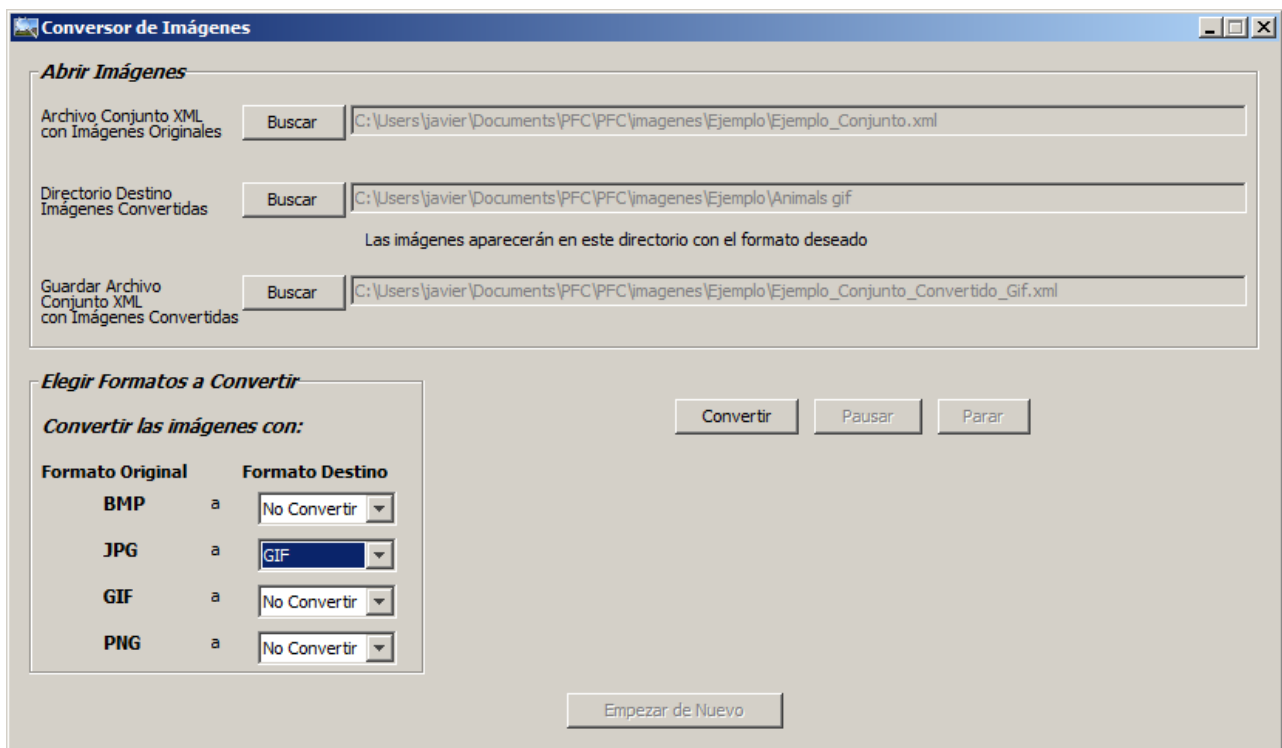 Conversor de Imágenes
Abrir Imágenes
Archivo Conjunto XML
con Imágenes Originales
Buscar
C:\Users\javier\Documents\PFC\PFC\imagenes\Ejemplo\Ejemplo_Conjunto.xml
Directorio Destino
Imágenes Convertidas
Buscar
C:\Users\javier\Documents\PFC\PFC\imagenes\Ejemplo\Animals gif
Las imágenes aparecerán en este directorio con el formato deseado
Guardar Archivo
Conjunto XML
con Imágenes Convertidas
Buscar
C:\Users\javier\Documents\PFC\PFC\imagenes\Ejemplo\Ejemplo_Conjunto_Convertido_Gif.xml
Elegir Formatos a Convertir
Convertir las imágenes con:
Formato Original Formato Destino
BMP a No Convertir
JPG a GIF
GIF a No Convertir
PNG a No Convertir
Convertir Pausar Parar
Empezar de Nuevo